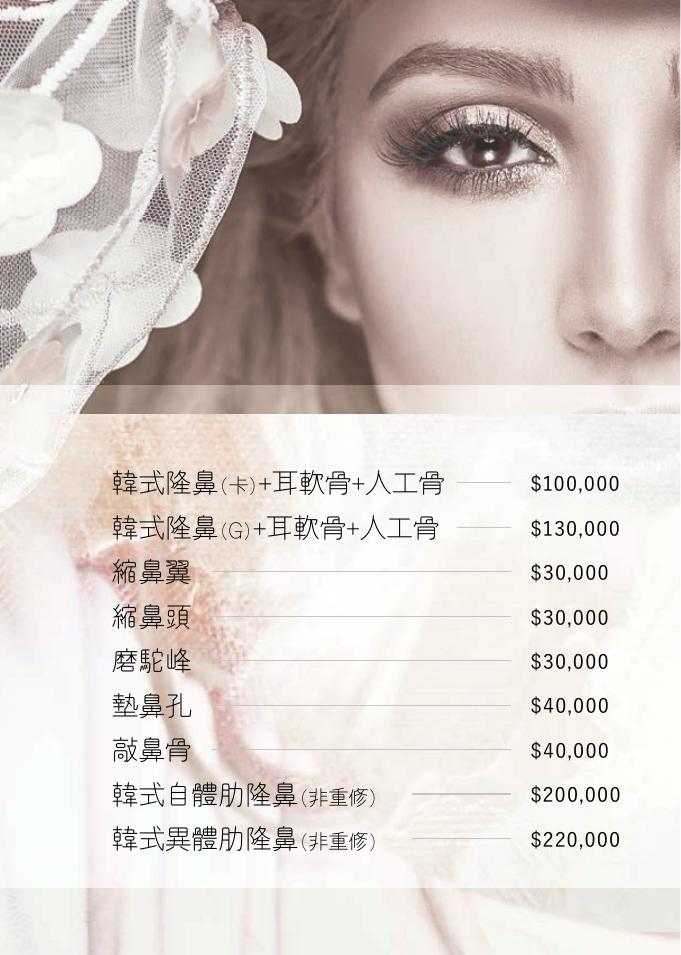 韓式隆鼻(卡)+耳軟骨+人工骨 $100,000
韓式隆鼻(G)+耳軟骨+人工骨 $130,000
縮鼻翼 $30,000
縮鼻頭 $30,000
磨駝峰 $30,000
墊鼻孔 $40,000
敲鼻骨 $40,000
韓式自體肋隆鼻(非重修) $200,000
韓式異體肋隆鼻(非重修) $220,000